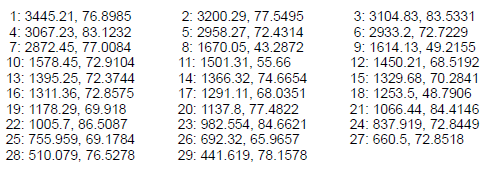 1: 3445.21, 76.8985 2: 3200.29, 77.5495 3: 3104.83, 83.5331
4: 3067.23, 83.1232 5: 2958.27, 72.4314 6: 2933.2, 72.7229
7: 2872.45, 77.0084 8: 1670.05, 43.2872 9: 1614.13, 49.2155
10: 1578.45, 72.9104 11: 1501.31, 55.66 12: 1450.21, 68.5192
13: 1395.25, 72.3744 14: 1366.32, 74.6654 15: 1329.68, 70.2841
16: 1311.36, 72.8575 17: 1291.11, 68.0351 18: 1253.5, 48.7906
19: 1178.29, 69.918 20: 1137.8, 77.4822 21: 1066.44, 84.4146
22: 1005.7, 86.5087 23: 982.554, 84.6621 24: 837.919, 72.8449
25: 755.959, 69.1784 26: 692.32, 65.9657 27: 660.5, 72.8518
28: 510.079, 76.5278 29: 441.619, 78.1578